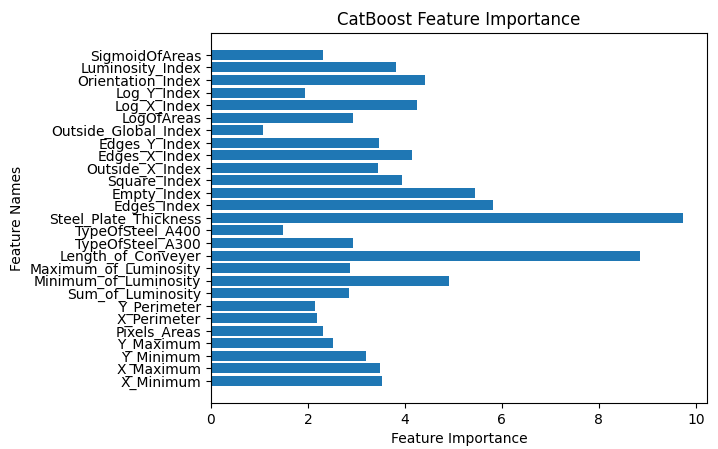 CatBoost Feature Importance
SigmoidOfAreas
Luminosity_Index
Orientation_Index
Log_Y_Index
Log_X_Index
LogOfAreas
Outside_Global_Index
Edges_Y_Index
Edges_X_Index
Outside_X_Index
Square_Index
Empty_Index
Edges_Index
Steel_Plate_Thickness
TypeOfSteel_A400
TypeOfSteel_A300
Length_of_Conveyer
Maximum_of_Luminosity
Minimum_of_Luminosity
Sum_of_Luminosity
Y_Perimeter
X_Perimeter
Pixels_Areas
Y_Maximum
Y_Minimum
X_Maximum
X_Minimum
Feature Names
0 2 4 6 8 10
Feature Importance